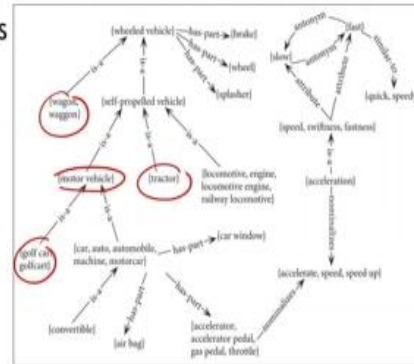 s
{wheeled vehicle}
has-part
{brake}
has-part
{wheel}
has-part
{splasher}
is-a
is-a
{wagon,
waggon}
{self-propelled vehicle}
is-a
is-a
is-a
{motor vehicle}
{tractor}
{locomotive, engine,
locomotive engine,
railway locomotive}
is-a
is-a
{golf cart,
golfcart}
{car, auto, automobile,
machine, motorcar}
has-part
{car window}
is-a
has-part
has-part
{convertible}
{air bag}
{accelerator,
accelerator pedal,
gas pedal, throttle}
nominalizes
antonym
{fast}
{slow}
antonym
similar-to
{quick, speedy}
attribute
attribute
{speed, swiftness, fastness}
is-a
{acceleration}
nominalizes
{accelerate, speed, speed up}